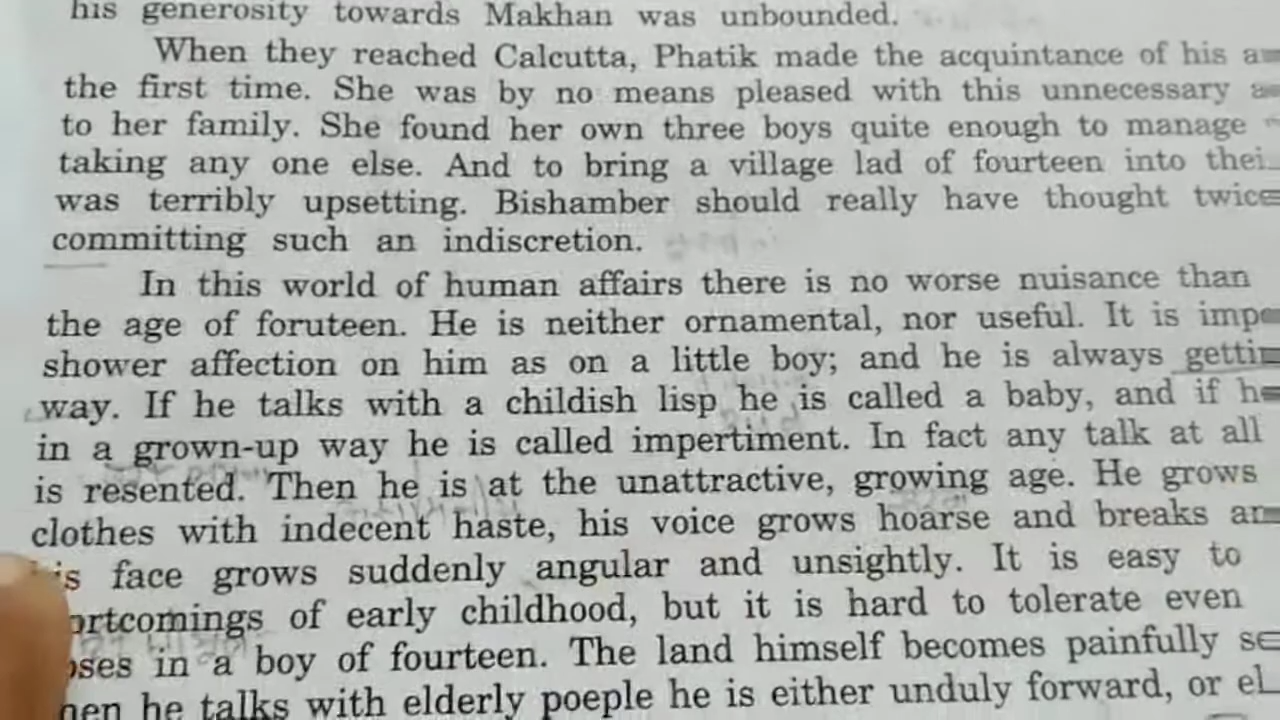 his generosity towards Makhan was unbounded.
When they reached Calcutta, Phatik made the acquintance of his
the first time. She was by no means pleased with this unnecessary
to her family. She found her own three boys quite enough to manage
taking any one else. And to bring a village lad of fourteen into
was terribly upsetting. Bishamber should really have thought twice
committing such an indiscretion.
In this world of human affairs there is no worse nuisance than
the age of foruteen. He is neither ornamental, nor useful. It is
shower affection on him as on a little boy; and he is always
way. If he talks with a childish lisp he is called a baby, and if
in a grown-up way he is called impertiment. In fact any talk at all
is resented. Then he is at the unattractive, growing age. He grows
clothes with indecent haste, his voice grows hoarse and breaks
face grows suddenly angular and unsightly. It is easy to
of early childhood, but it is hard to tolerate even
in a boy of fourteen. The land himself becomes painfully
he talks with elderly poeple he is either unduly forward, or